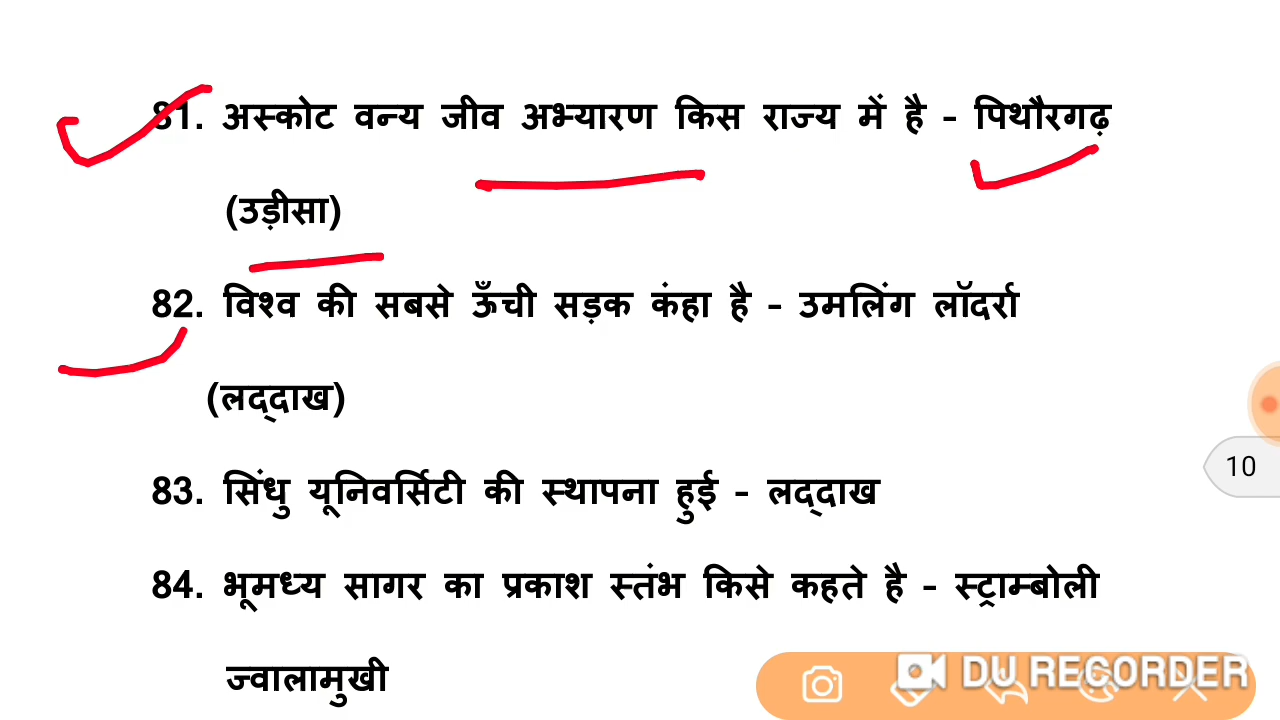 81. अस्कोट वन्य जीव अभ्यारण किस राज्य में है - पिथौरगढ़
(उड़ीसा)
82. विश्व की सबसे ऊँची सड़क कंहा है - उमलिंग लॉदर्रा
(लद्दाख)
10
83. सिंधु यूनिवर्सिटी की स्थापना हुई - लद्दाख
84. भूमध्य सागर का प्रकाश स्तंभ किसे कहते है - स्ट्राम्बोली
ज्वालामुखी
DU RECORDER